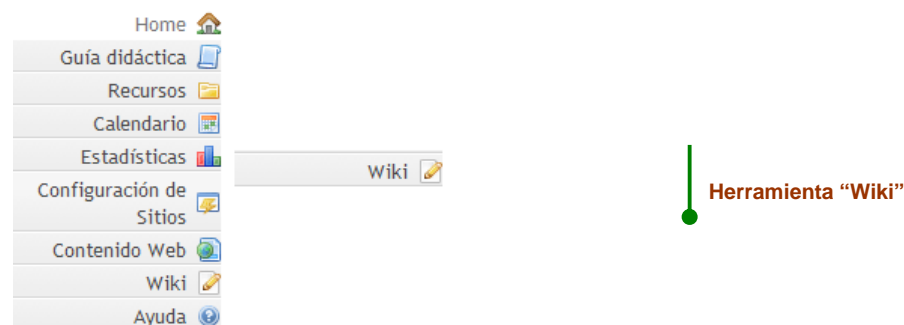 Home
Guía didáctica
Recursos
Calendario
Estadísticas
Configuración de
Sitios
Contenido Web
Wiki
Ayuda
Wiki
Herramienta “Wiki”